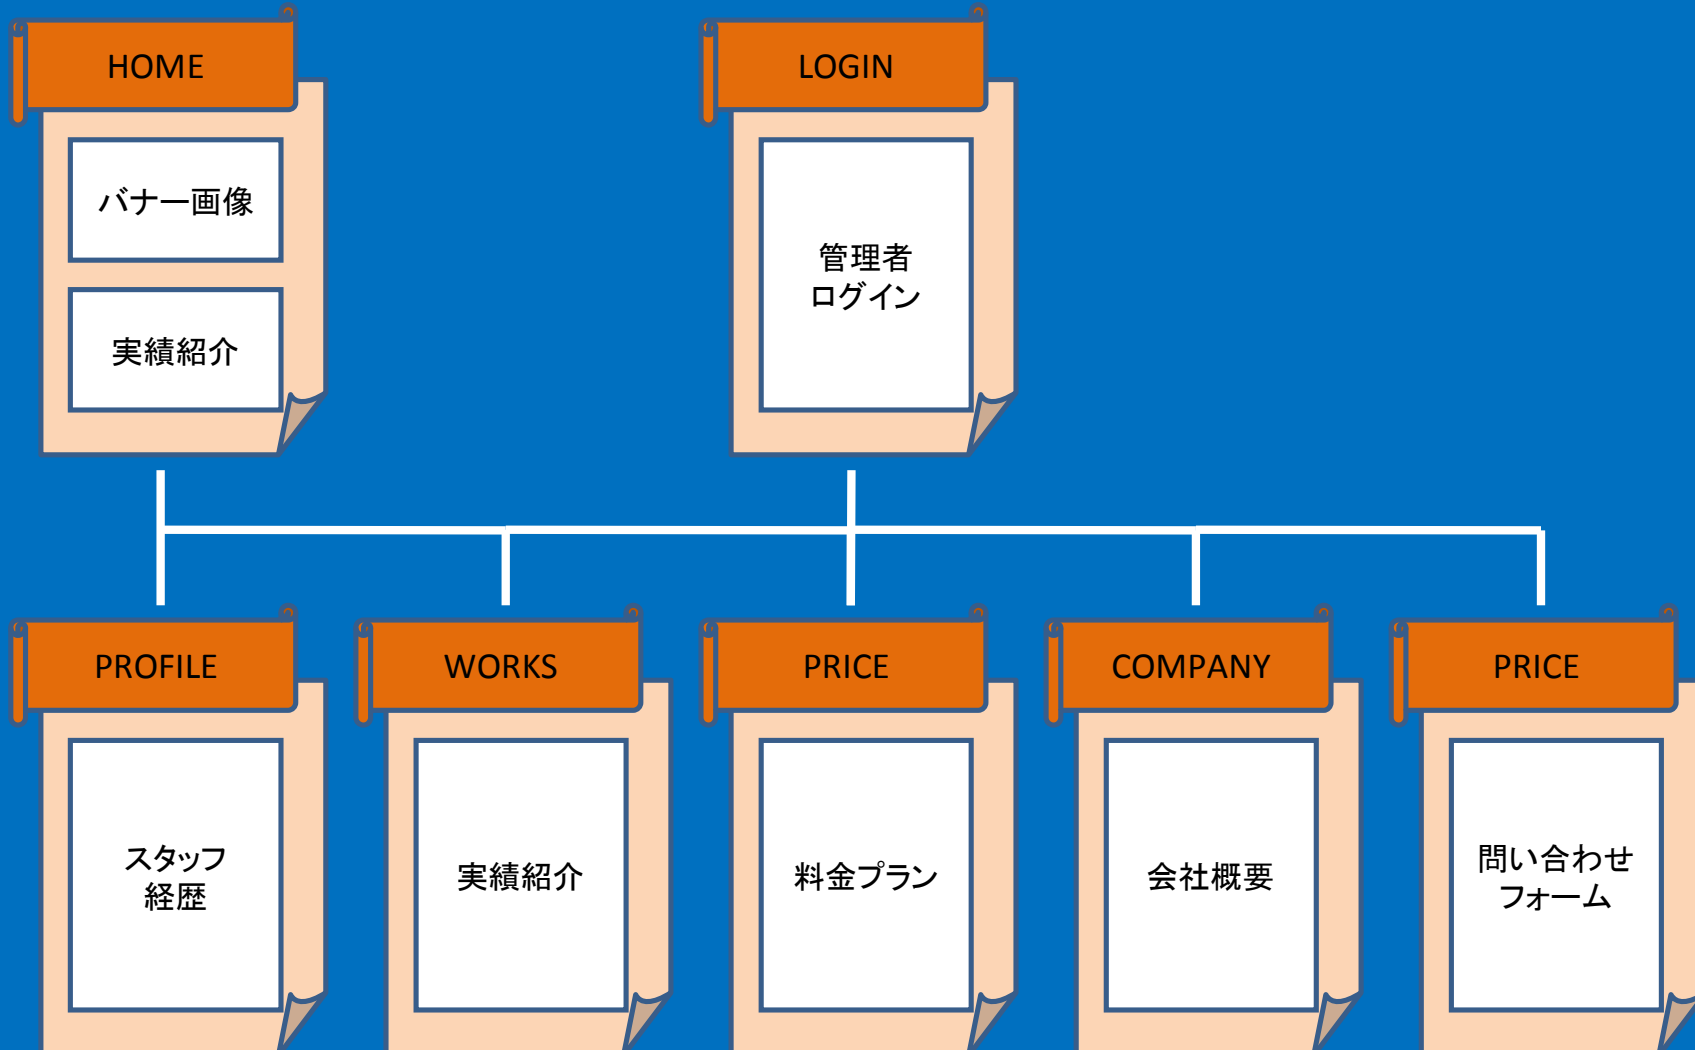 HOME
バナー画像
実績紹介
LOGIN
管理者
ログイン
PROFILE
スタッフ
経歴
WORKS
実績紹介
PRICE
料金プラン
COMPANY
会社概要
PRICE
問い合わせ
フォーム